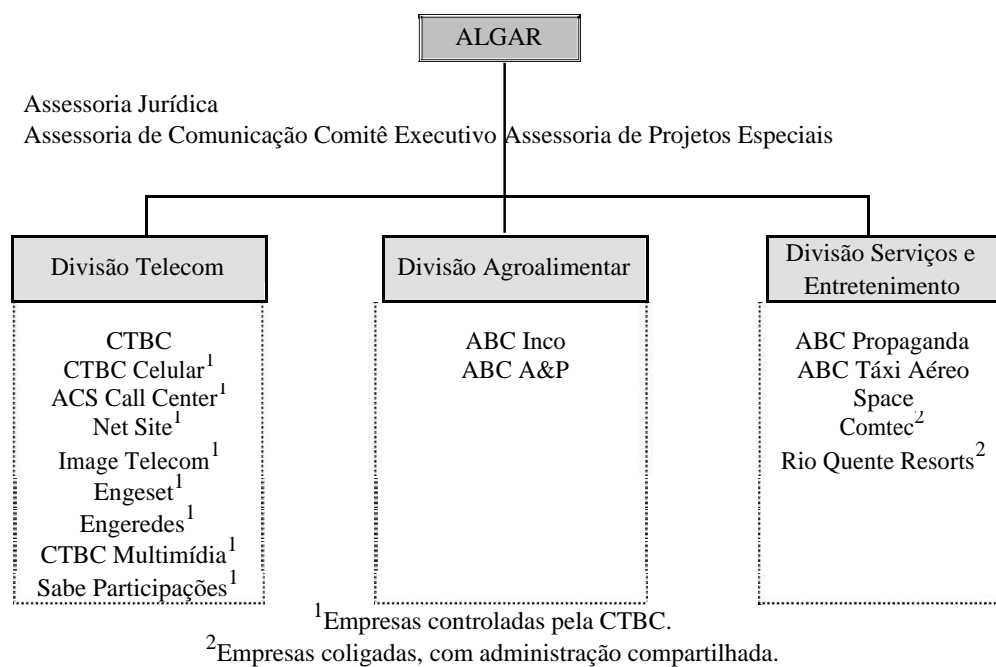 ALGAR
Assessoria Jurídica
Assessoria de Comunicação Comitê Executivo Assessoria de Projetos Especiais
Divisão Telecom
CTBC
CTBC Celular¹
ACS Call Center¹
Net Site¹
Image Telecom¹
Engeset¹
Engeredes¹
CTBC Multimídia¹
Sabe Participações¹
Divisão Agroalimentar
ABC Inco
ABC A&P
Divisão Serviços e
Entretenimento
ABC Propaganda
ABC Táxi Aéreo
Space
Comtec²
Rio Quente Resorts²
¹Empresas controladas pela CTBC.
²Empresas coligadas, com administração compartilhada.